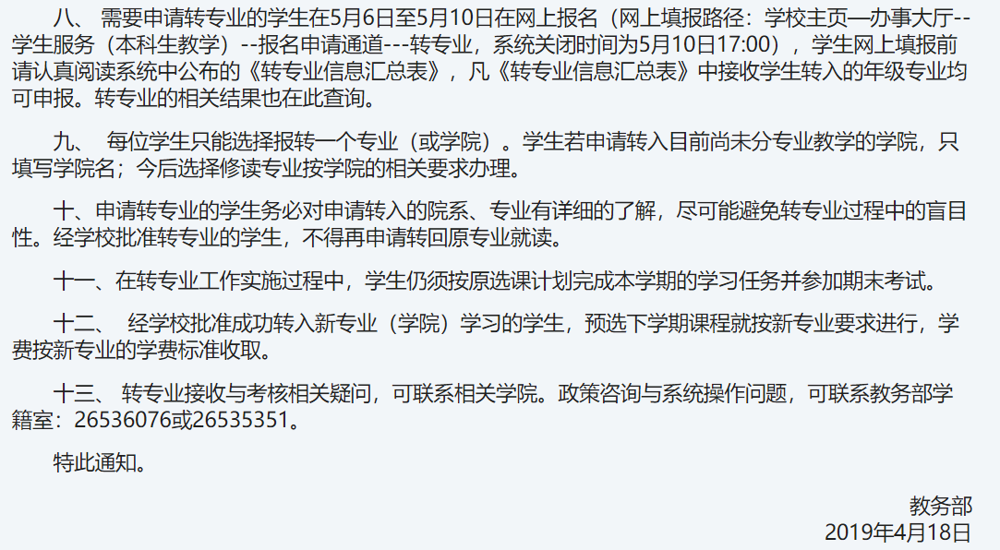 八、 需要申请转专业的学生在5月6日至5月10日在网上报名（网上填报路径：学校主页—办事大厅--
学生服务（本科生教学）--报名申请通道---转专业，系统关闭时间为5月10日17:00），学生网上填报前
请认真阅读系统中公布的《转专业信息汇总表》，凡《转专业信息汇总表》中接收学生转入的年级专业均
可申报。转专业的相关结果也在此查询。
九、 每位学生只能选择报转一个专业（或学院）。学生若申请转入目前尚未分专业教学的学院，只
填写学院名；今后选择修读专业按学院的相关要求办理。
十、申请转专业的学生务必对申请转入的院系、专业有详细的了解，尽可能避免转专业过程中的盲目
性。经学校批准转专业的学生，不得再申请转回原专业就读。
十一、在转专业工作实施过程中，学生仍须按原选课计划完成本学期的学习任务并参加期末考试。
十二、 经学校批准成功转入新专业（学院）学习的学生，预选下学期课程就按新专业要求进行，学
费按新专业的学费标准收取。
十三、 转专业接收与考核相关疑问，可联系相关学院。政策咨询与系统操作问题，可联系教务部学
籍室：26536076或26535351。
特此通知。
教务部
2019年4月18日